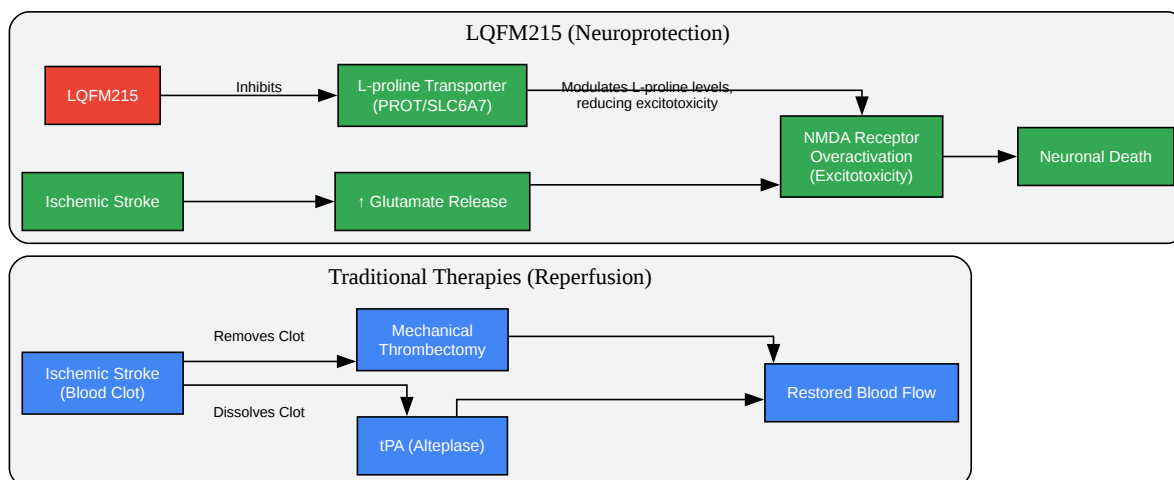 LQFM215 (Neuroprotection)
LQFM215
Inhibits
L-proline Transporter
(PROT/SLC6A7)
Modulates L-proline levels,
reducing excitotoxicity
NMDA Receptor
Overactivation
(Excitotoxicity)
Neuronal Death
Ischemic Stroke
↑ Glutamate Release
Traditional Therapies (Reperfusion)
Removes Clot
Mechanical
Thrombectomy
Ischemic Stroke
(Blood Clot)
Restored Blood Flow
Dissolves Clot
tPA (Alteplase)